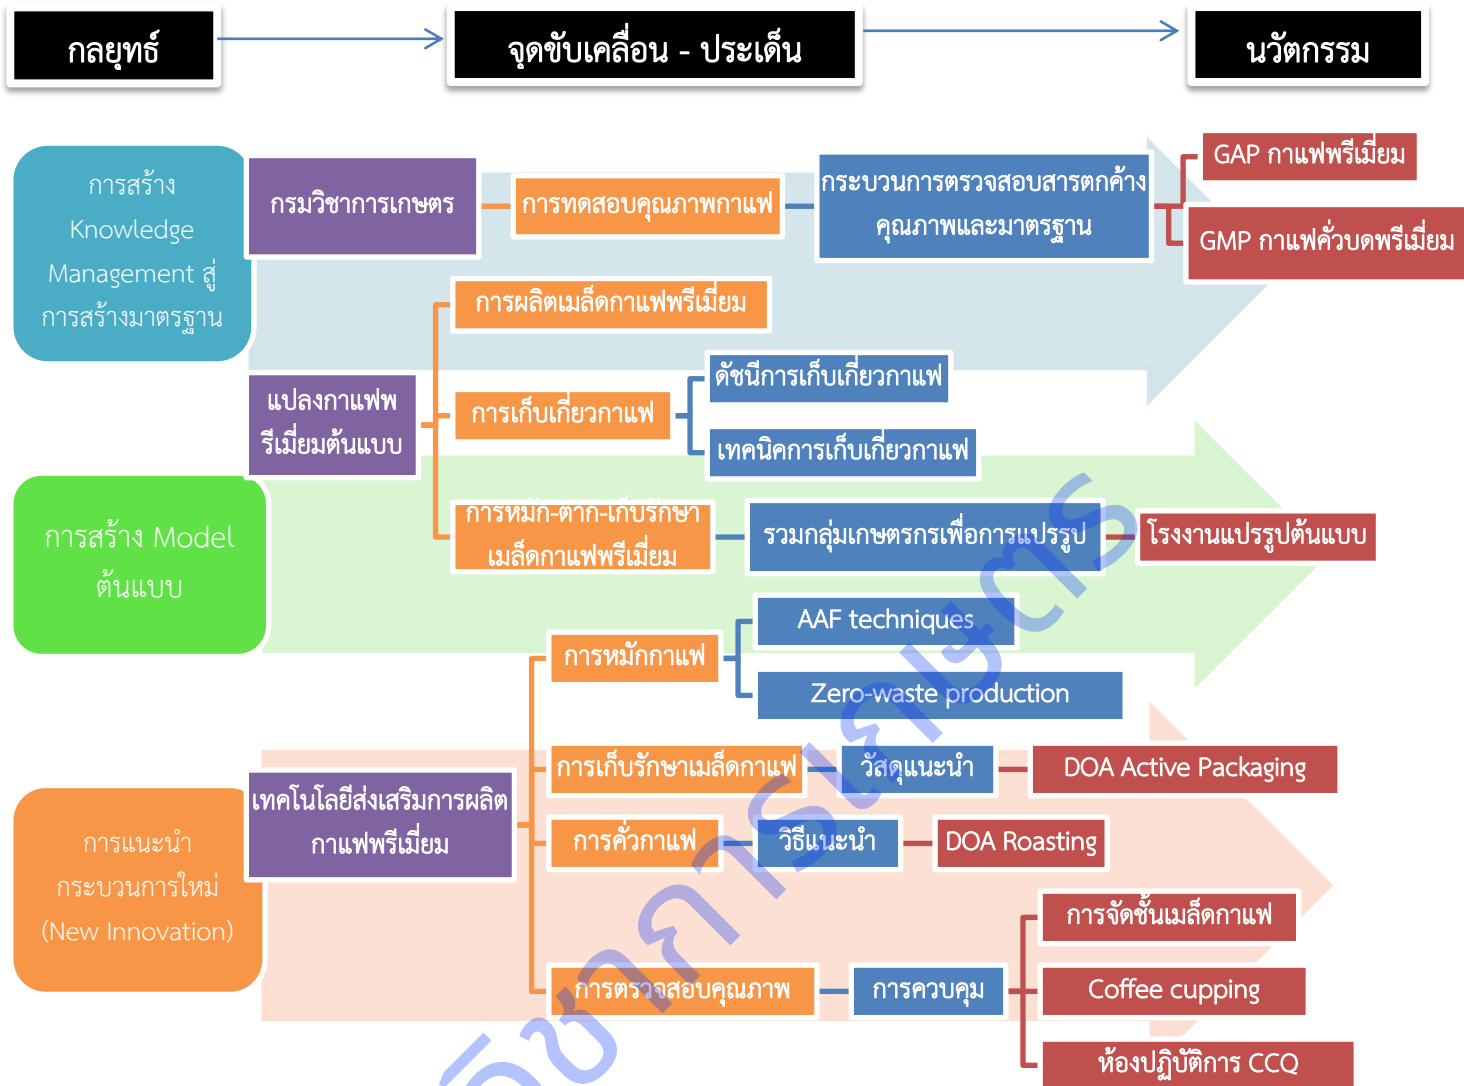 กลยุทธ์
จุดขับเคลื่อน - ประเด็น
นวัตกรรม
การสร้าง
Knowledge
Management สู่
การสร้างมาตรฐาน
กรมวิชาการเกษตร
การทดสอบคุณภาพกาแฟ
กระบวนการตรวจสอบสารตกค้าง
คุณภาพและมาตรฐาน
GAP กาแฟพรีเมี่ยม
GMP กาแฟคั่วบดพรีเมี่ยม
แปลงกาแฟพ
รีเมี่ยมต้นแบบ
การผลิตเมล็ดกาแฟพรีเมี่ยม
การเก็บเกี่ยวกาแฟ
ดัชนีการเก็บเกี่ยวกาแฟ
เทคนิคการเก็บเกี่ยวกาแฟ
การสร้าง Model
ต้นแบบ
การหมัก-ตาก-เก็บรักษา
เมล็ดกาแฟพรีเมี่ยม
รวมกลุ่มเกษตรกรเพื่อการแปรรูป
โรงงานแปรรูปต้นแบบ
การแนะนำ
กระบวนการใหม่
(New Innovation)
เทคโนโลยีส่งเสริมการผลิต
กาแฟพรีเมี่ยม
การหมักกาแฟ
AAF techniques
Zero-waste production
การเก็บรักษาเมล็ดกาแฟ
วัสดุแนะนำ
DOA Active Packaging
การคั่วกาแฟ
วิธีแนะนำ
DOA Roasting
การตรวจสอบคุณภาพ
การควบคุม
การจัดชั้นเมล็ดกาแฟ
Coffee cupping
ห้องปฏิบัติการ CCQ
วิชาการเกษตร